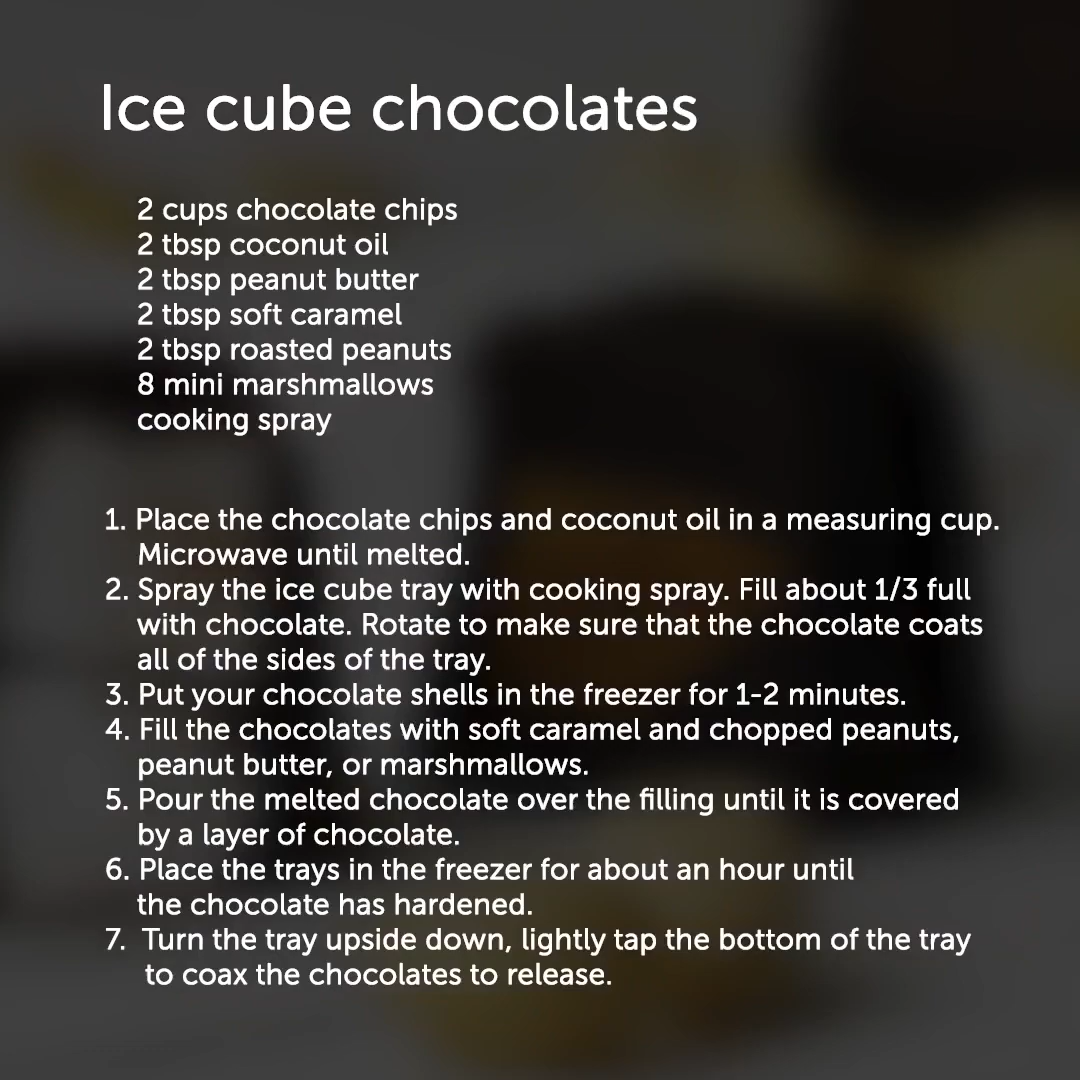 Ice cube chocolates
2 cups chocolate chips
2 tbsp coconut oil
2 tbsp peanut butter
2 tbsp soft caramel
2 tbsp roasted peanuts
8 mini marshmallows
cooking spray
1. Place the chocolate chips and coconut oil in a measuring cup.
Microwave until melted.
2. Spray the ice cube tray with cooking spray. Fill about 1/3 full
with chocolate. Rotate to make sure that the chocolate coats
all of the sides of the tray.
3. Put your chocolate shells in the freezer for 1-2 minutes.
4. Fill the chocolates with soft caramel and chopped peanuts,
peanut butter, or marshmallows.
5. Pour the melted chocolate over the filling until it is covered
by a layer of chocolate.
6. Place the trays in the freezer for about an hour until
the chocolate has hardened.
7. Turn the tray upside down, lightly tap the bottom of the tray
to coax the chocolates to release.